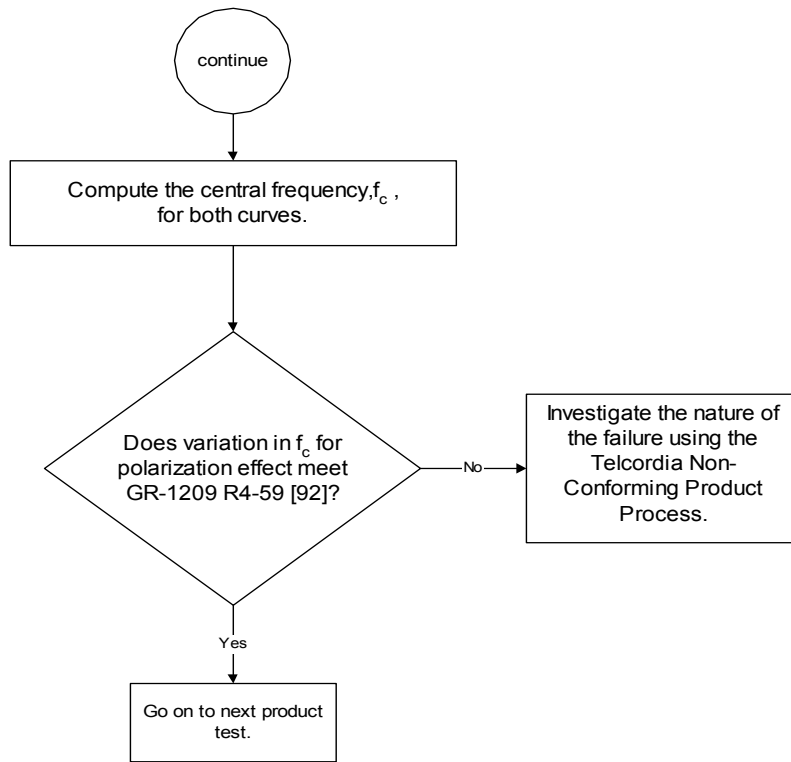 continue
Compute the central frequency,fc ,
for both curves.
Does variation in fc for
polarization effect meet
GR-1209 R4-59 [92]?
No
Investigate the nature of
the failure using the
Telcordia Non-
Conforming Product
Process.
Yes
Go on to next product
test.